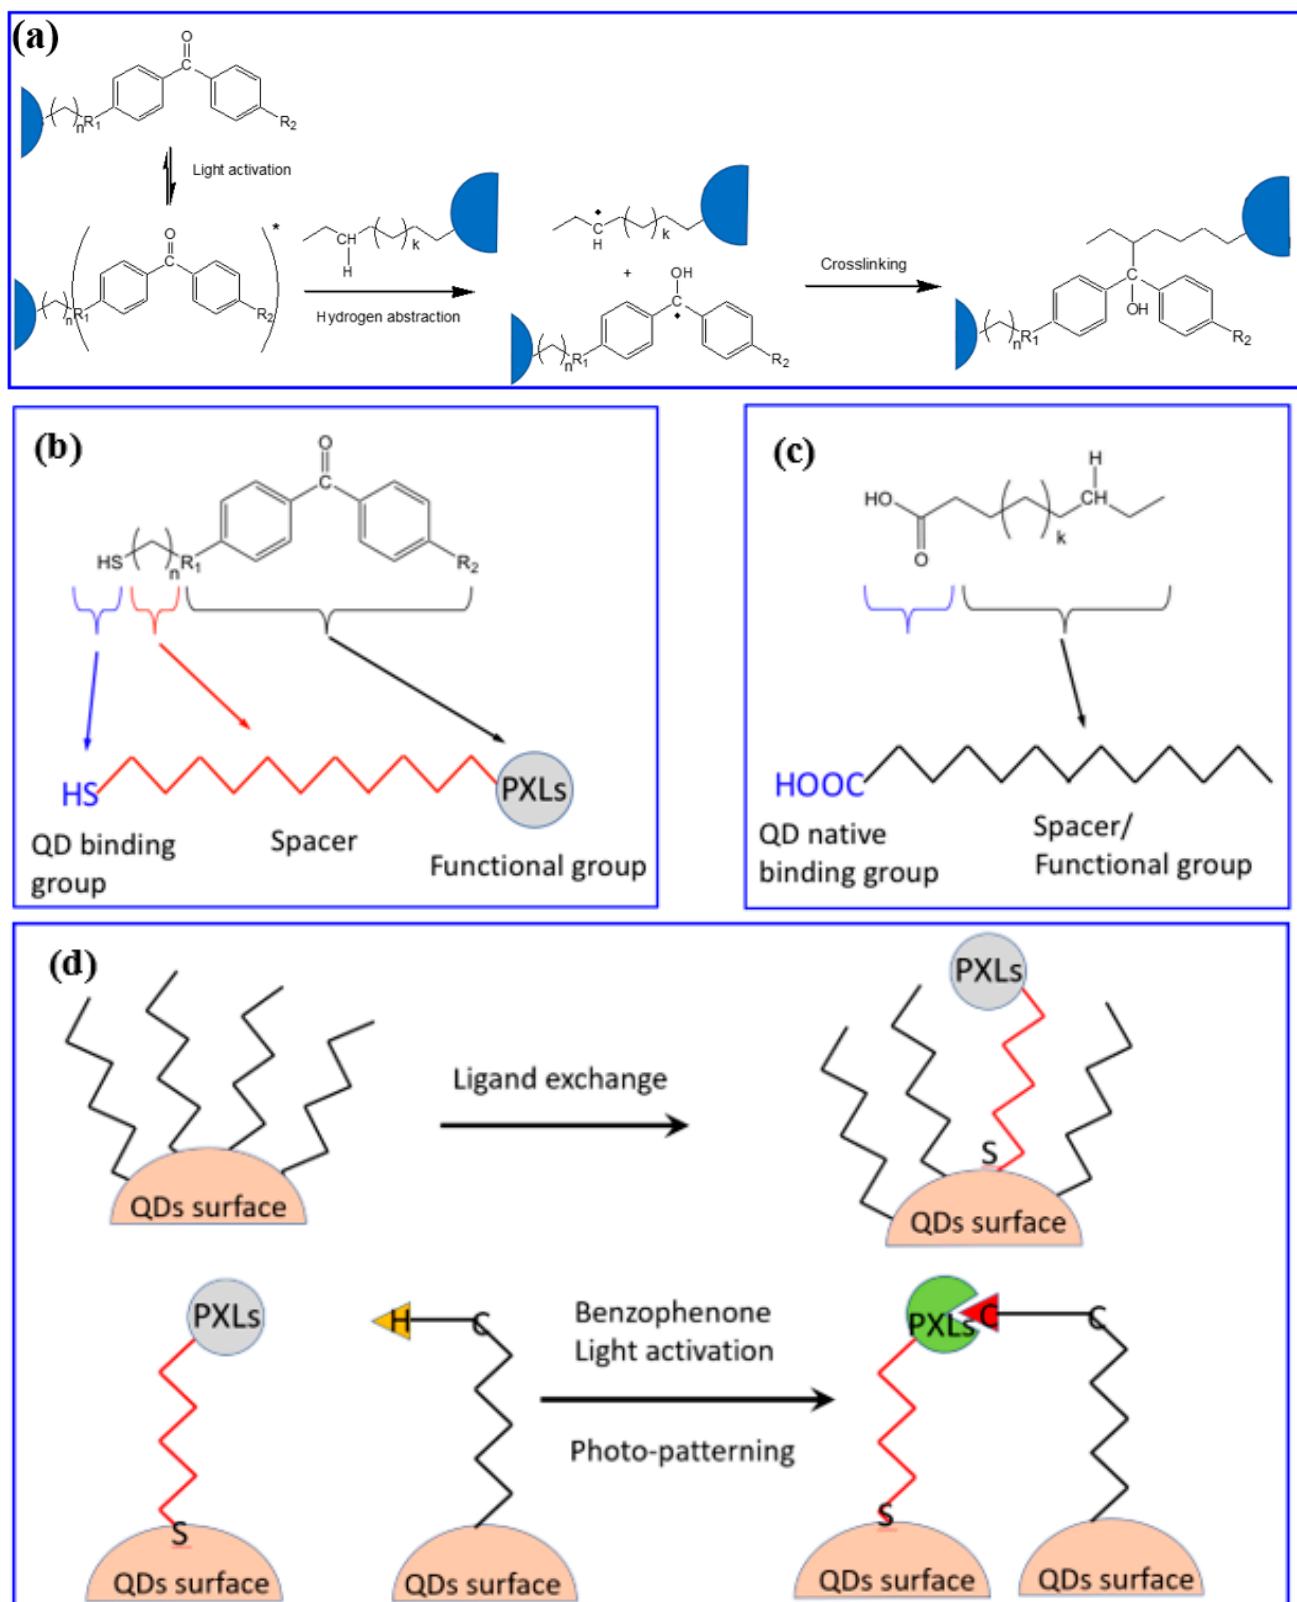 (a)
O
C
( )
n
R1
R2
Light activation
*
O
C
n
R1
R2
CH
H
k
Hydrogen abstraction
•
C
H
k
+
OH
C
•
n
R1
R2
Crosslinking
C
OH
n
R1
R2
(b)
O
C
HS
n
R1
R2
HS
PXLs
QD binding
group
Spacer
Functional group
(c)
H
HO
CH
O
k
HOOC
QD native
binding group
Spacer/
Functional group
(d)
QDs surface
Ligand exchange
PXLs
S
QDs surface
PXLs
H
C
S
QDs surface
QDs surface
Benzophenone
Light activation
Photo-patterning
PXLs
C
C
S
QDs surface
QDs surface